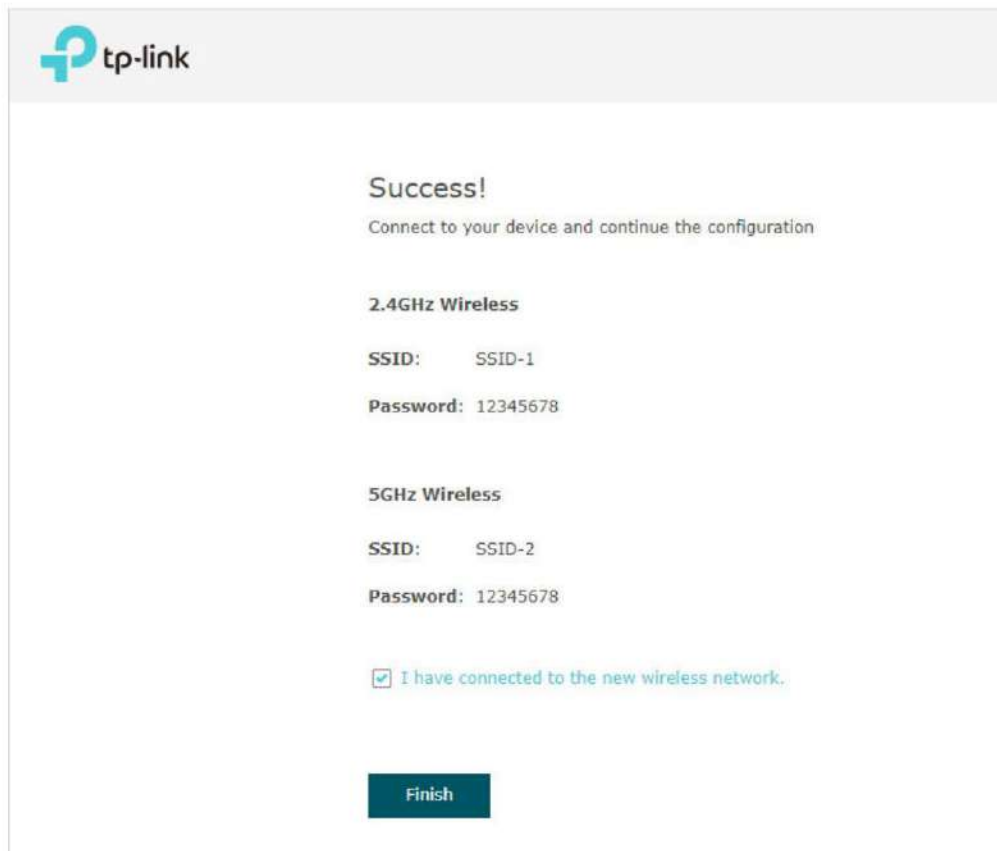 tp-link
Success!
Connect to your device and continue the configuration
2.4GHz Wireless
SSID: SSID-1
Password: 12345678
5GHz Wireless
SSID: SSID-2
Password: 12345678
I have connected to the new wireless network.
Finish